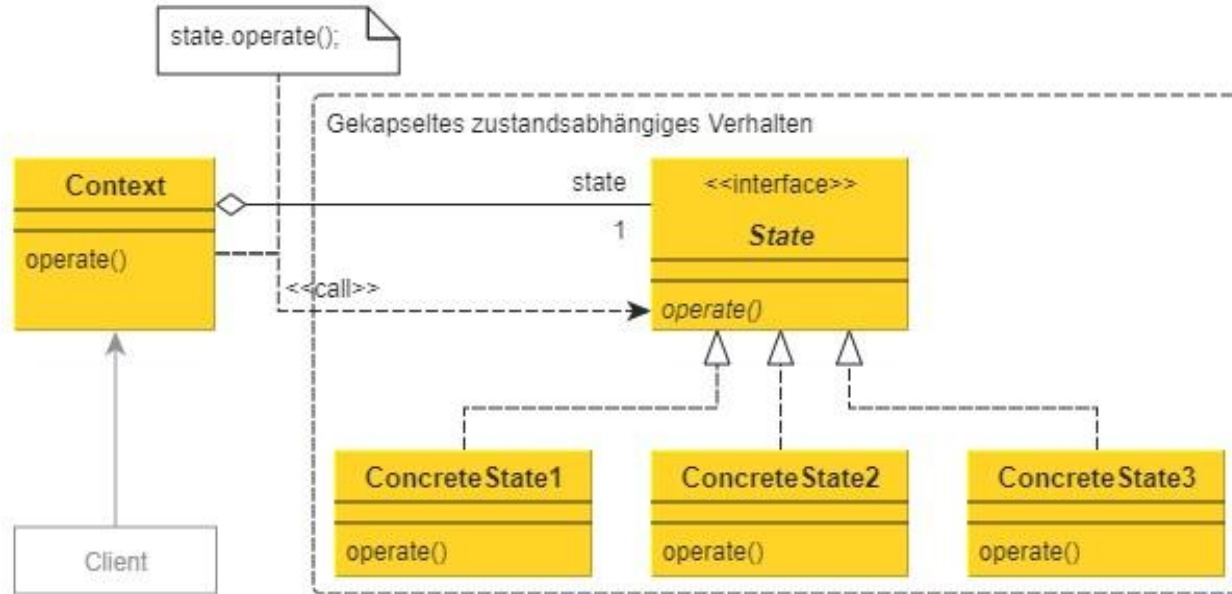 state.operate();
Gekapseltes zustandsabhängiges Verhalten
Context
operate()
state
1
<<interface>>
State
operate()
<<call>>
ConcreteState1
operate()
ConcreteState2
operate()
ConcreteState3
operate()
Client